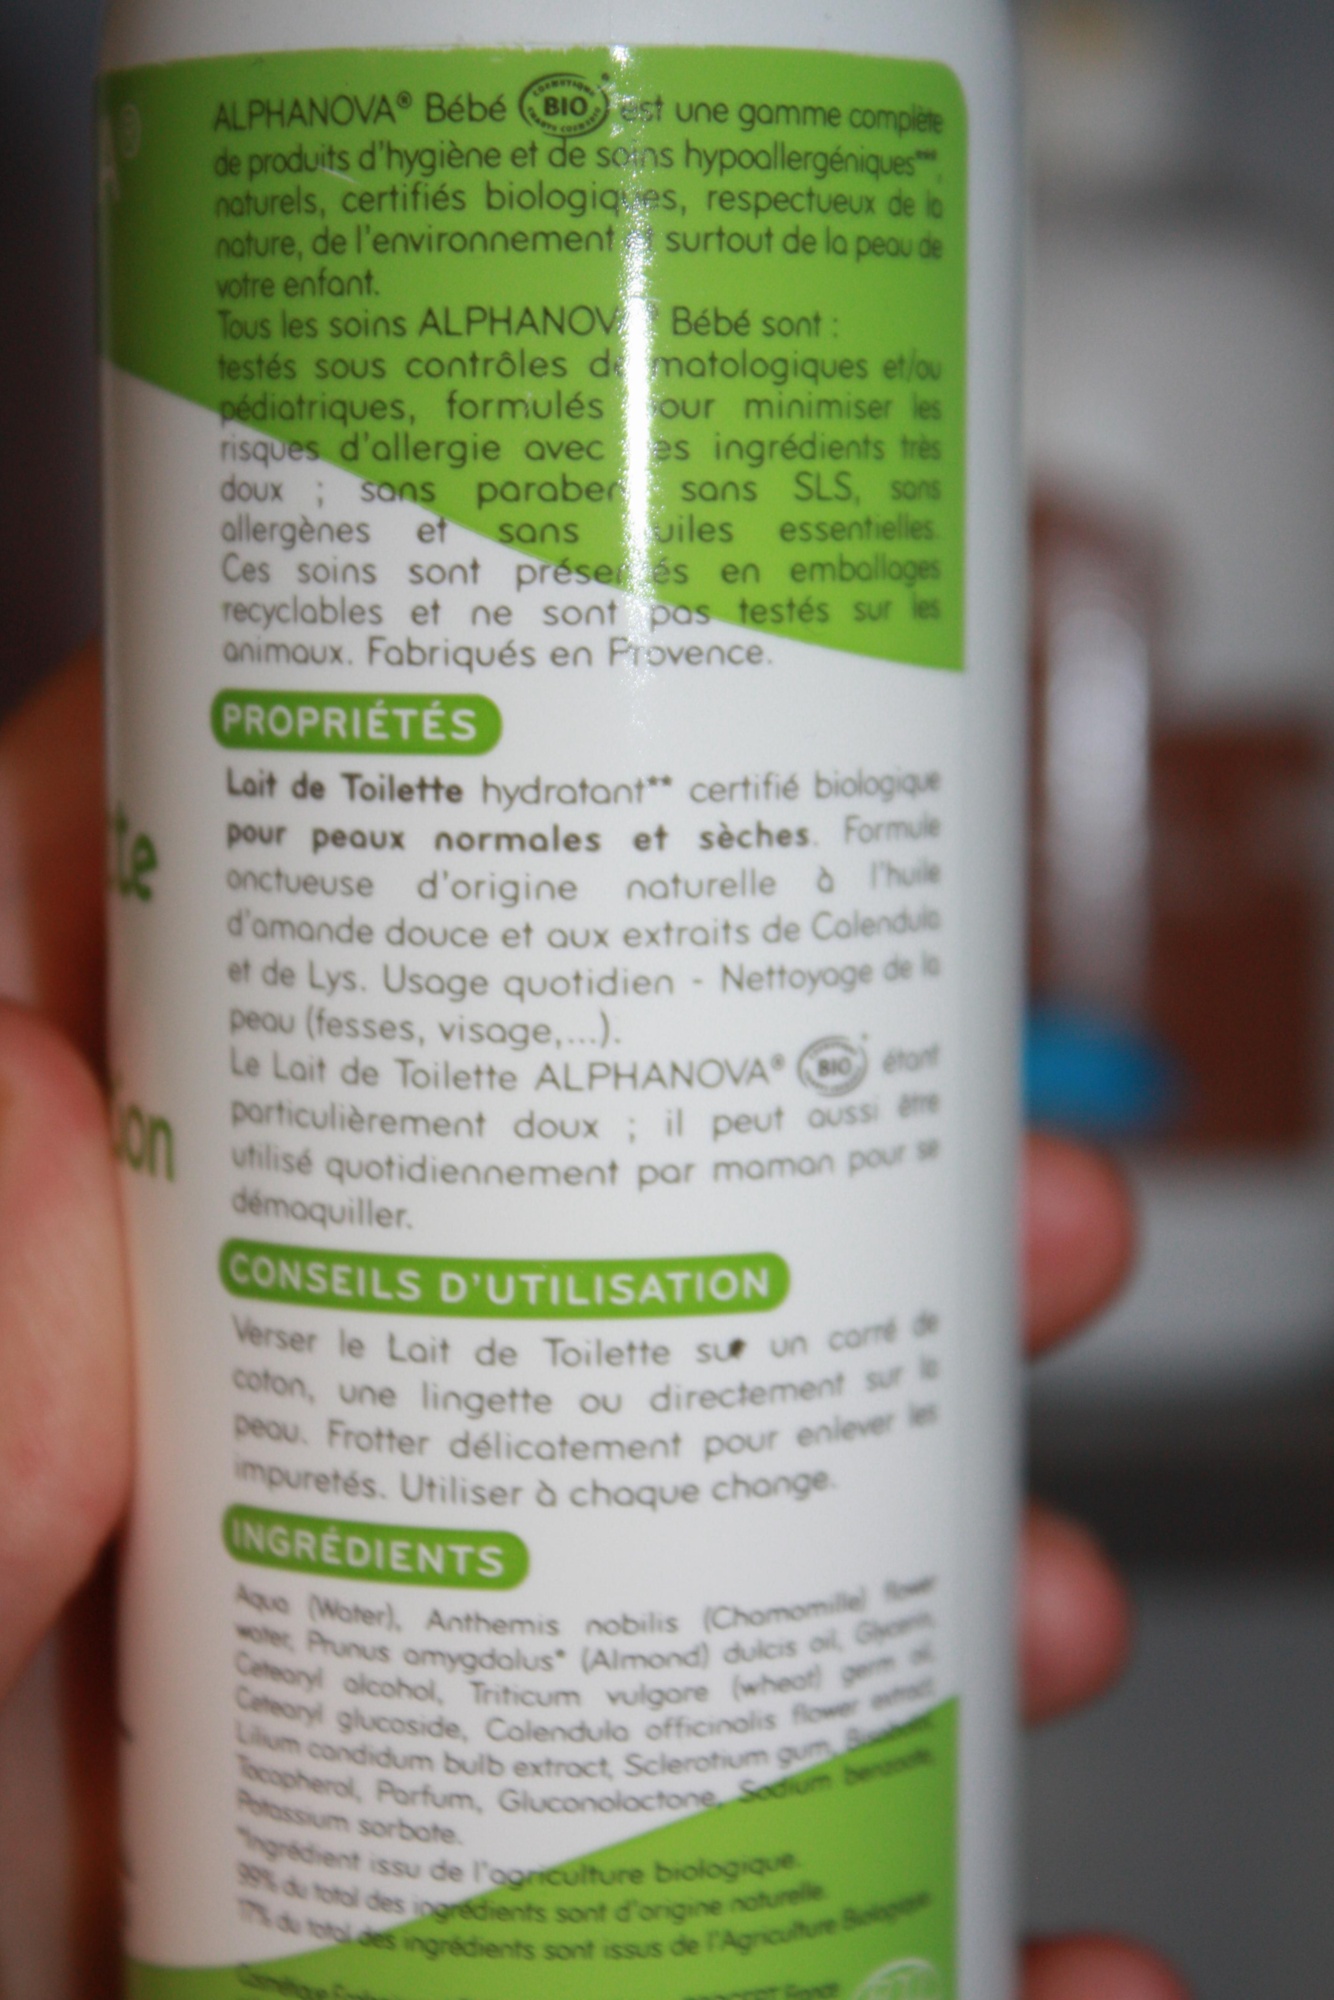 ALPHANOVA® Bébé BIO est une gamme complète
de produits d'hygiène et de soins hypoallergéniques***,
naturels, certifiés biologiques, respectueux de la
nature, de l'environnement et surtout de la peau de
votre enfant.
Tous les soins ALPHANOVA® Bébé sont :
testés sous contrôles dermatologiques et/ou
pédiatriques, formulés pour minimiser les
risques d'allergie avec des ingrédients très
doux ; sans paraben, sans SLS, sans
allergènes et sans huiles essentielles.
Ces soins sont présentés en emballages
recyclables et ne sont pas testés sur les
animaux. Fabriqués en Provence.
PROPRIÉTÉS
Lait de Toilette hydratant** certifié biologique
pour peaux normales et sèches. Formule
onctueuse d'origine naturelle à l'huile
d'amande douce et aux extraits de Calendula
et de Lys. Usage quotidien - Nettoyage de la
peau (fesses, visage,...).
Le Lait de Toilette ALPHANOVA® BIO étant
particulièrement doux ; il peut aussi être
utilisé quotidiennement par maman pour se
démaquiller.
CONSEILS D'UTILISATION
Verser le Lait de Toilette sur un carré de
coton, une lingette ou directement sur la
peau. Frotter délicatement pour enlever les
impuretés. Utiliser à chaque change.
INGRÉDIENTS
Aqua (Water), Anthemis nobilis (Chamomille) flower
water, Prunus amygdalus* (Almond) dulcis oil, Glycerin,
Cetearyl alcohol, Triticum vulgare (wheat) germ oil,
Cetearyl glucoside, Calendula officinalis flower extract,
Lilium candidum bulb extract, Sclerotium gum,
Tocopherol, Parfum, Gluconolactone, Sodium benzoate,
Potassium sorbate.
*Ingrédient issu de l'agriculture biologique.
99% du total des ingrédients sont d'origine naturelle.
17% du total des ingrédients sont issus de l'Agriculture Biologique